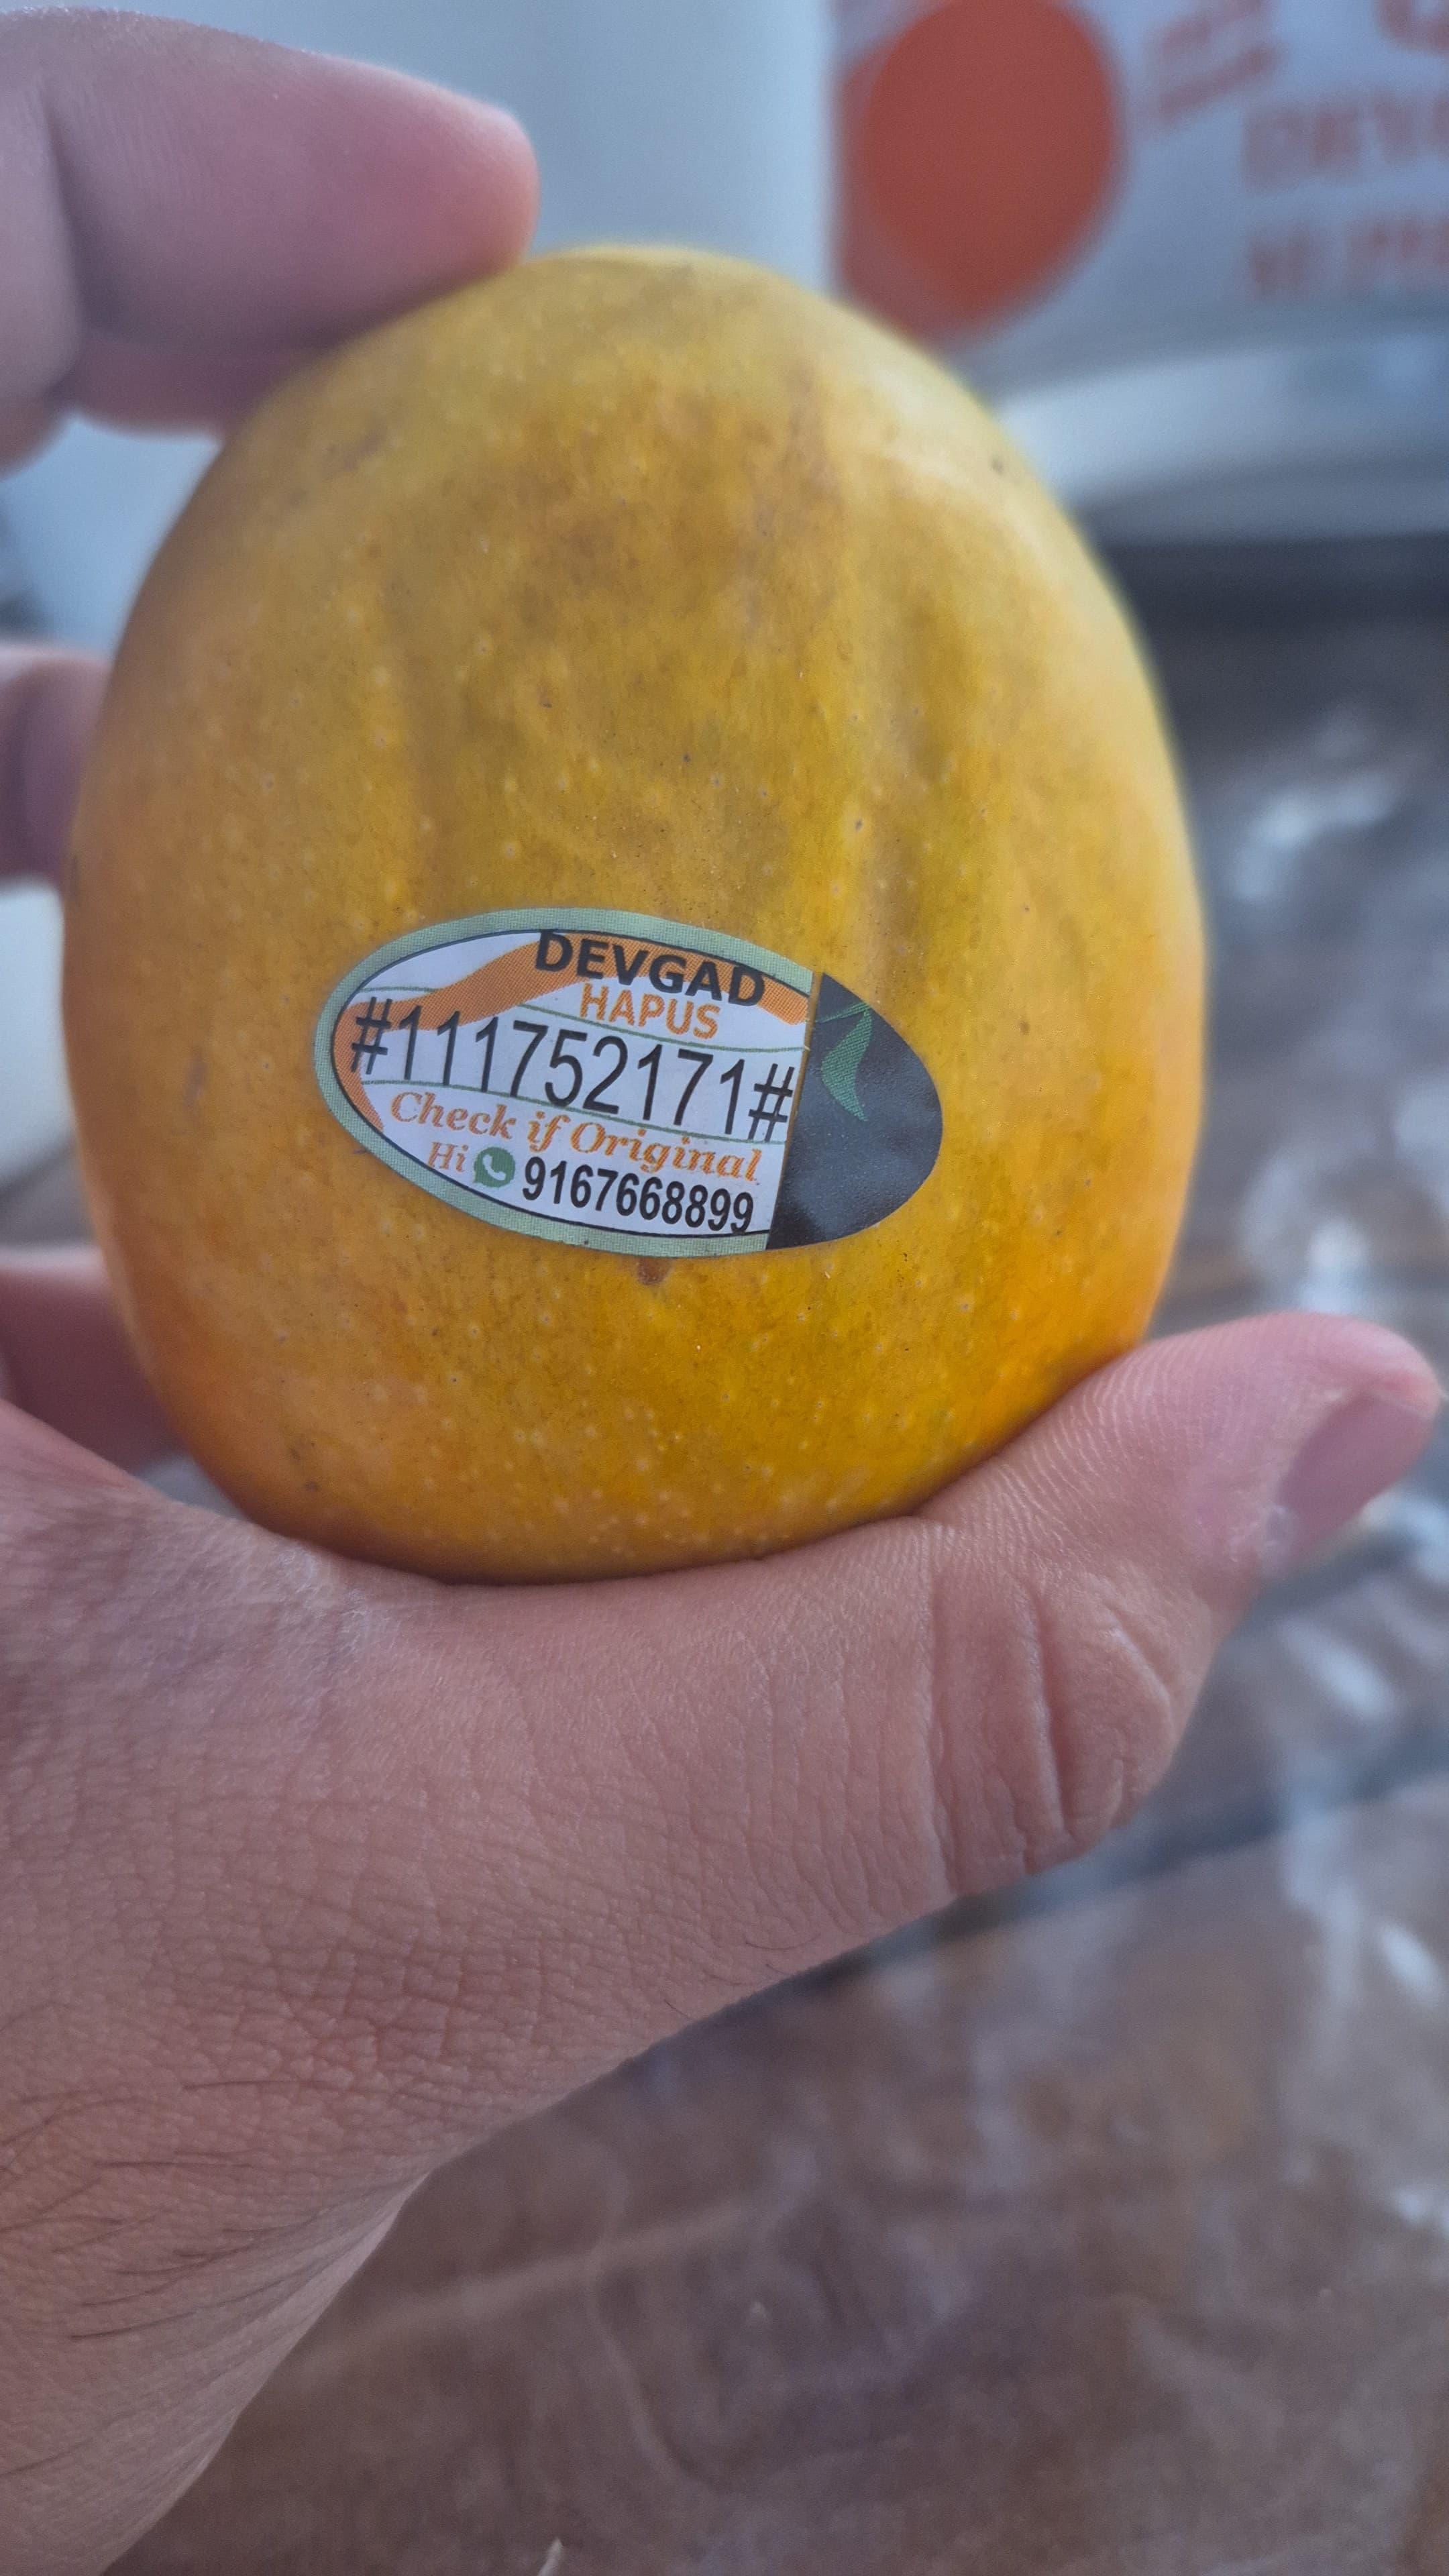 DEVGAD
HAPUS
#111752171#
Check if Original
Hi 9167668899